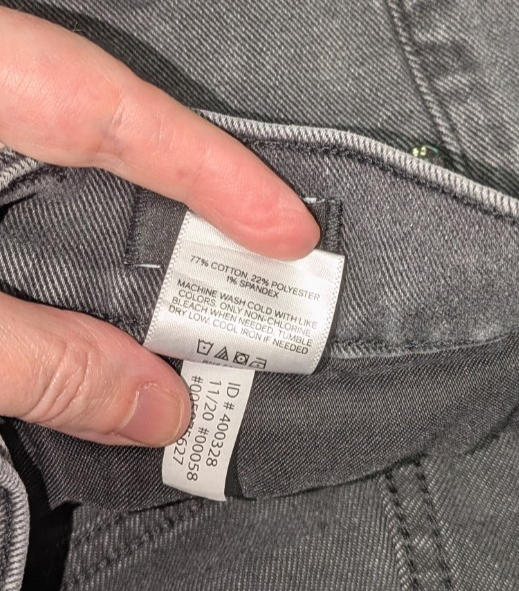 77% COTTON, 22% POLYESTER
1% SPANDEX
MACHINE WASH COLD WITH LIKE
COLORS. ONLY NON-CHLORINE
BLEACH WHEN NEEDED. TUMBLE
DRY LOW. COOL IRON IF NEEDED
ID # 400328
11/20 #00058